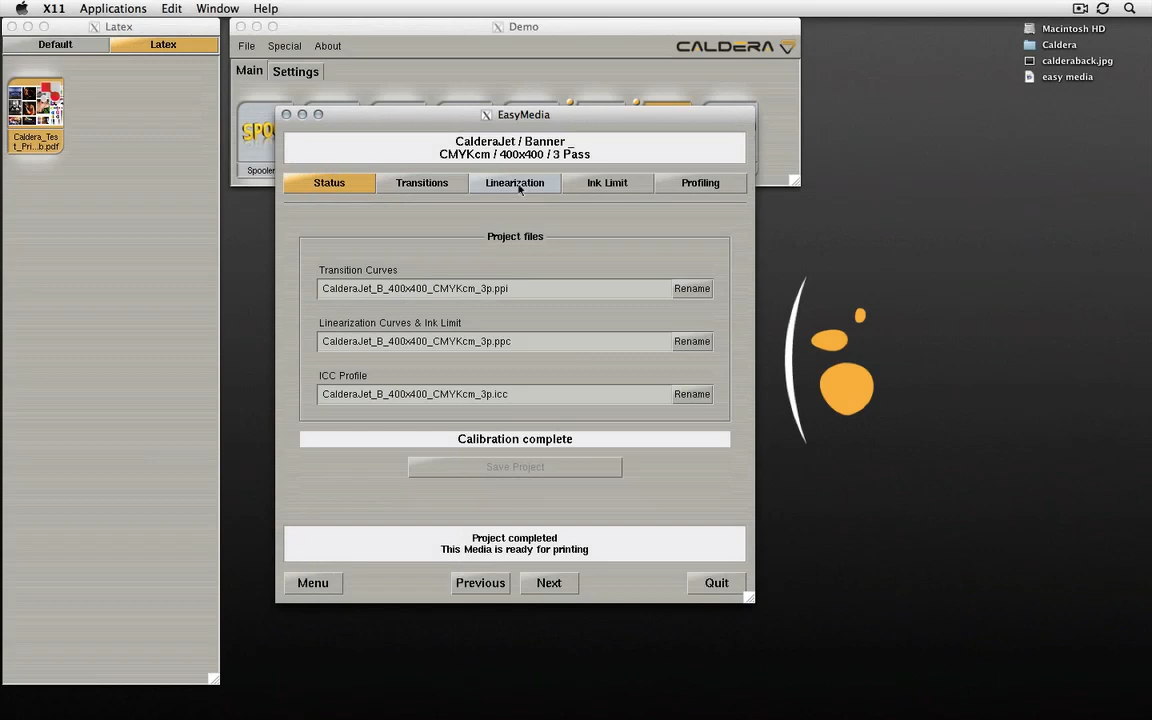 X11 Applications Edit Window Help
Latex
Default Latex
Caldera_Tes
t_Pri...b.pdf
Demo
File Special About
CALDERA
Main Settings
Spooler
EasyMedia
CalderaJet / Banner _
CMYKcm / 400x400 / 3 Pass
Status Transitions Linearization Ink Limit Profiling
Project files
Transition Curves
CalderaJet_B_400x400_CMYKcm_3p.ppi Rename
Linearization Curves & Ink Limit
CalderaJet_B_400x400_CMYKcm_3p.ppc Rename
ICC Profile
CalderaJet_B_400x400_CMYKcm_3p.icc Rename
Calibration complete
Save Project
Project completed
This Media is ready for printing
Menu Previous Next Quit
Macintosh HD
Caldera
calderaback.jpg
easy media